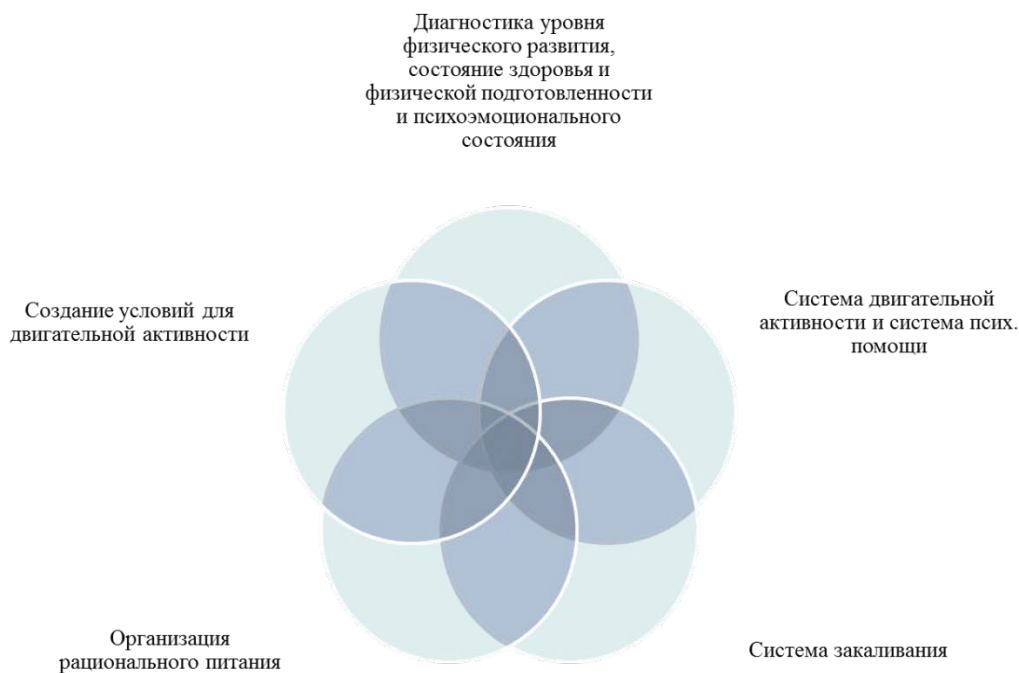 Диагностика уровня
физического развития,
состояние здоровья и
физической подготовленности
и психоэмоционального
состояния
Создание условий для
двигательной активности
Система двигательной
активности и система псих.
помощи
Организация
рационального питания
Система закаливания